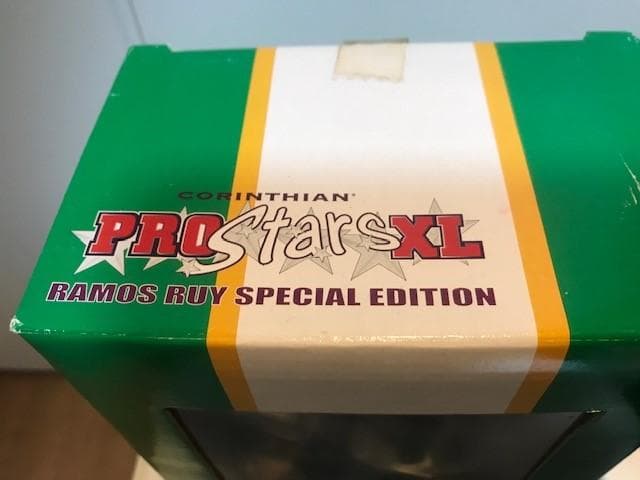 CORINTHIAN®
PROStarsXL
RAMOS RUY SPECIAL EDITION